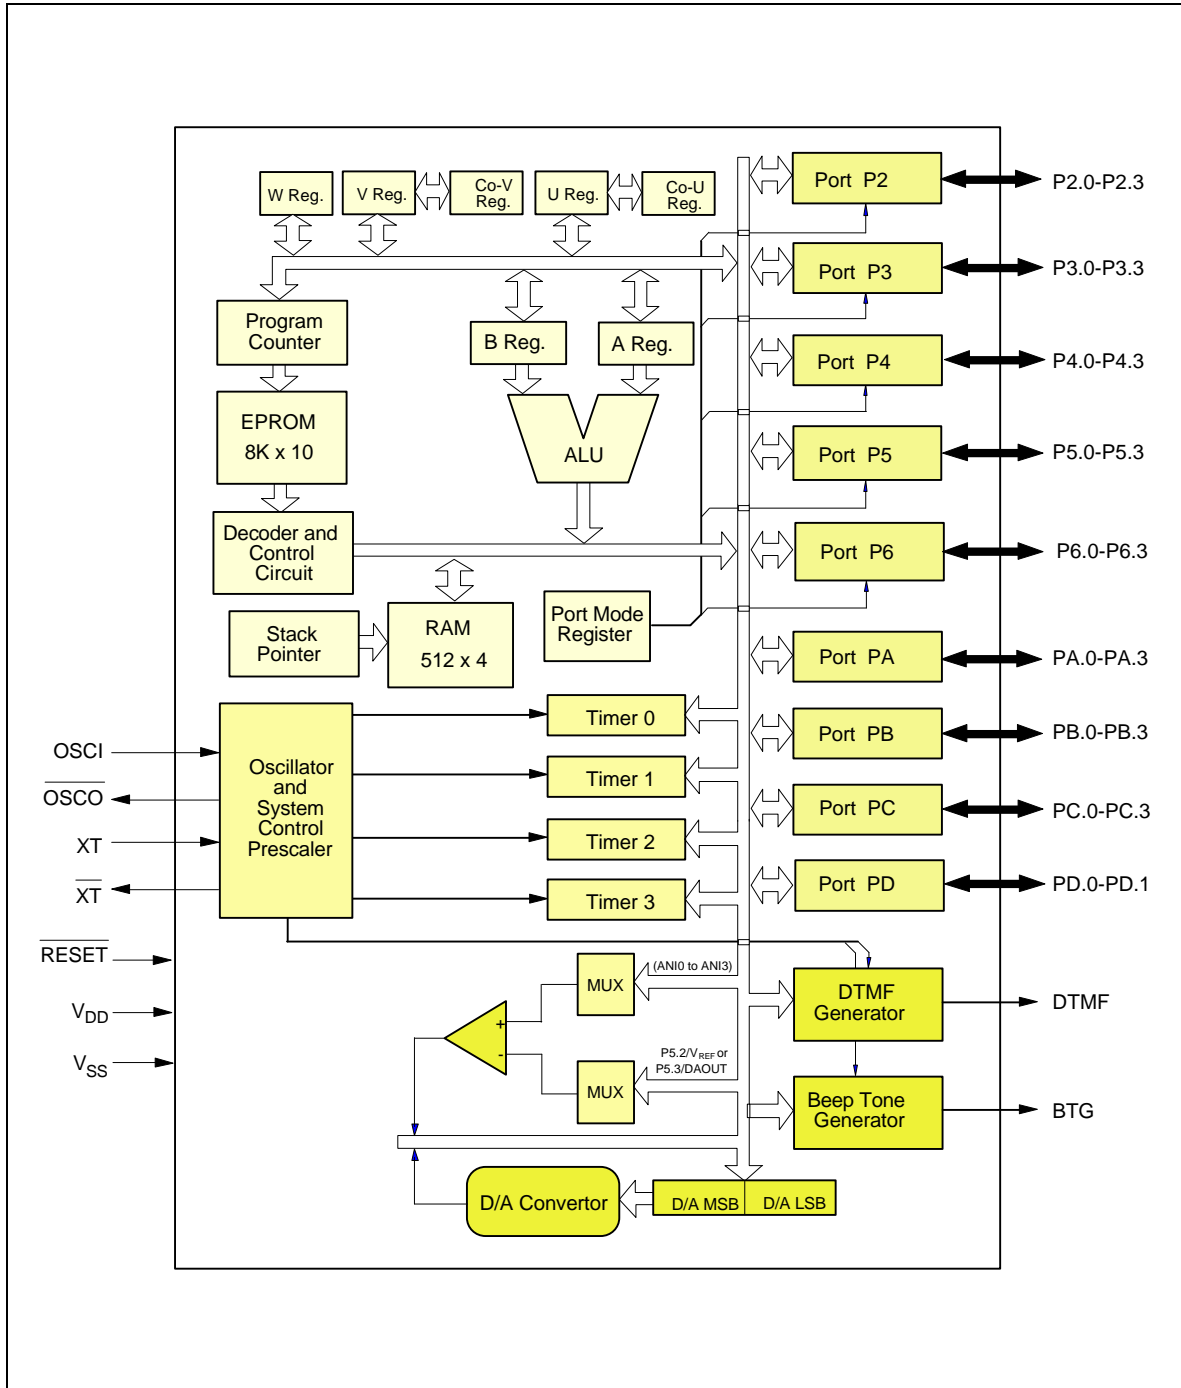 W Reg.
V Reg.
Co-V
Reg.
U Reg.
Co-U
Reg.
Port P2
P2.0-P2.3
Port P3
P3.0-P3.3
Program
Counter
B Reg.
A Reg.
Port P4
P4.0-P4.3
EPROM
8K x 10
ALU
Port P5
P5.0-P5.3
Decoder and
Control
Circuit
Port P6
P6.0-P6.3
Stack
Pointer
RAM
512 x 4
Port Mode
Register
Port PA
PA.0-PA.3
OSCI
OSCO
XT
XT
Oscillator
and
System
Control
Prescaler
Timer 0
Timer 1
Timer 2
Timer 3
Port PB
PB.0-PB.3
Port PC
PC.0-PC.3
Port PD
PD.0-PD.1
RESET
VDD
VSS
MUX
(ANI0 to ANI3)
+
-
MUX
P5.2/VREF or
P5.3/DAOUT
DTMF
Generator
DTMF
Beep Tone
Generator
BTG
D/A Convertor
D/A MSB
D/A LSB